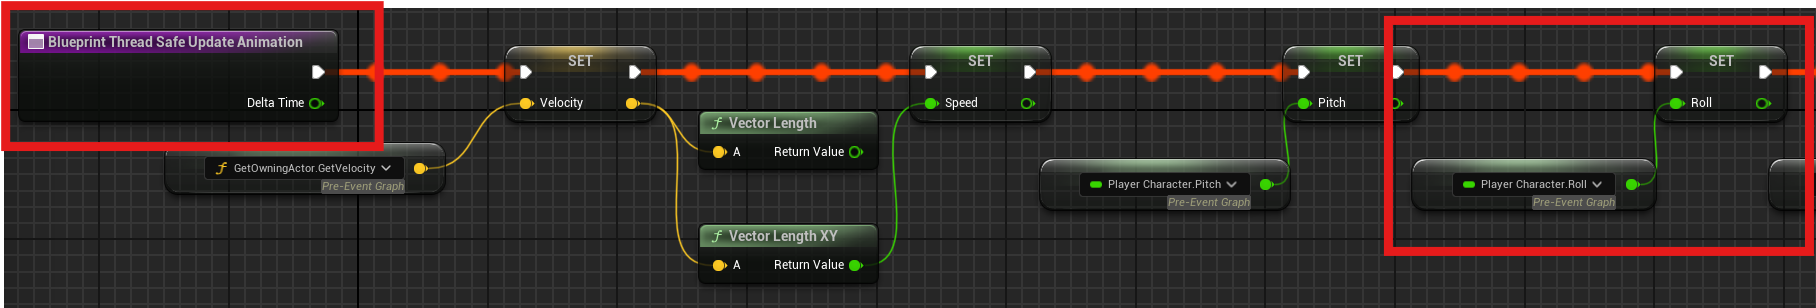 Blueprint Thread Safe Update Animation
Delta Time
SET
Velocity
GetOwningActor.GetVelocity
Pre-Event Graph
f Vector Length
A Return Value
f Vector Length XY
A Return Value
SET
Speed
SET
Pitch
Player Character.Pitch
Pre-Event Graph
SET
Roll
Player Character.Roll
Pre-Event Graph